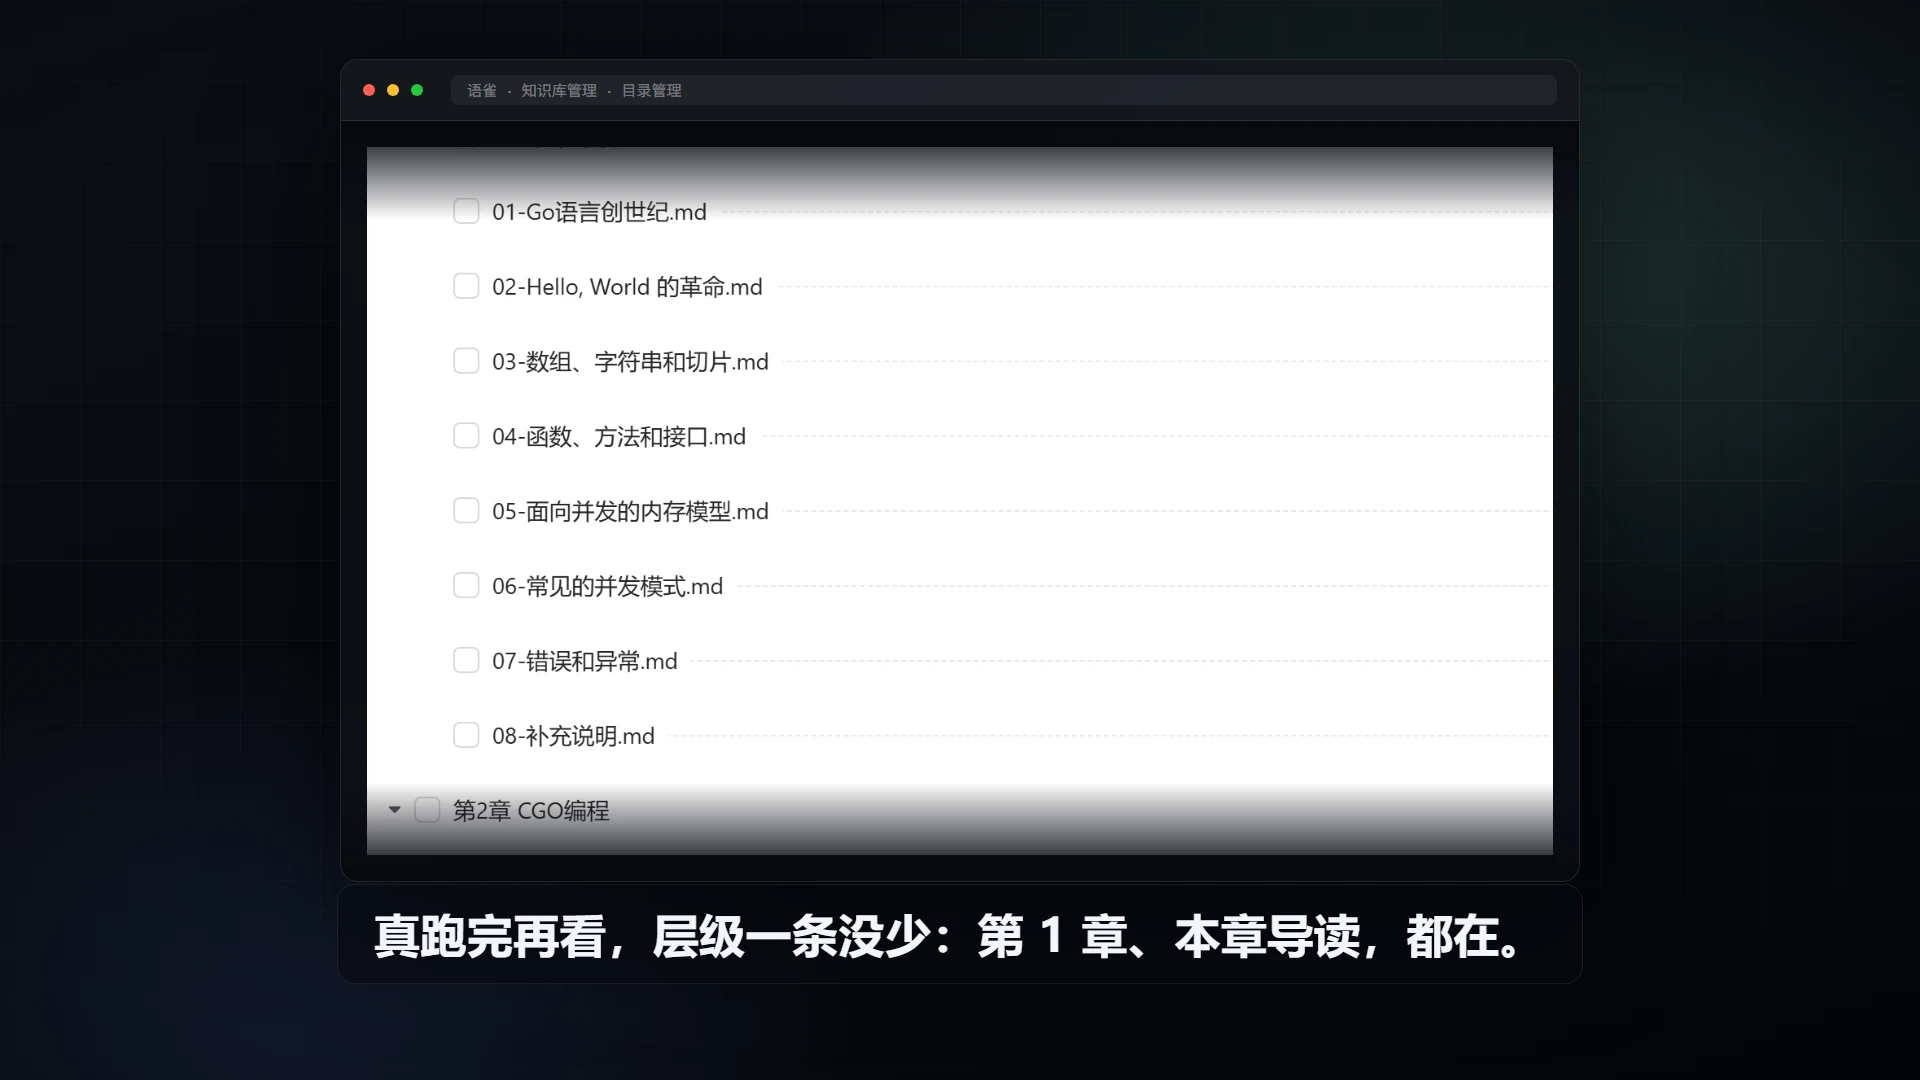 语雀 · 知识库管理 · 目录管理
01-Go语言创世纪.md
02-Hello, World 的革命.md
03-数组、字符串和切片.md
04-函数、方法和接口.md
05-面向并发的内存模型.md
06-常见的并发模式.md
07-错误和异常.md
08-补充说明.md
第2章 CGO编程
真跑完再看，层级一条没少：第 1 章、本章导读，都在。